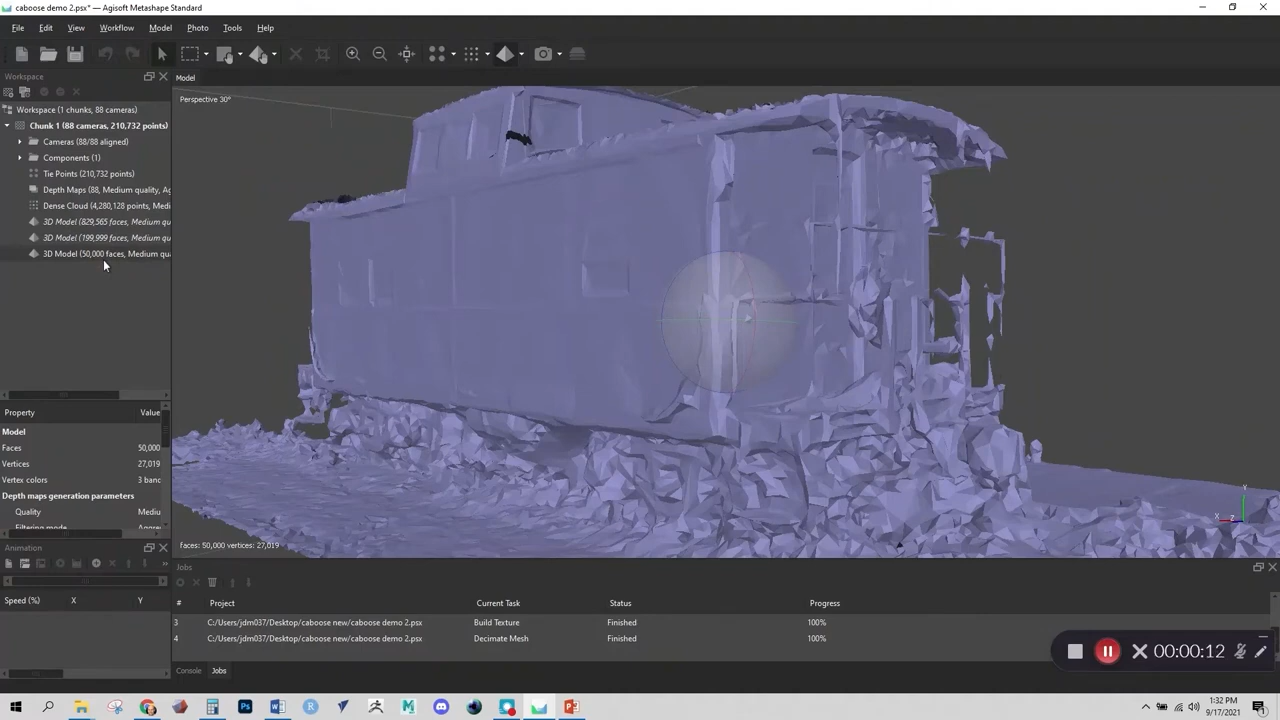 caboose demo 2.psx* — Agisoft Metashape Standard
File Edit View Workflow Model Photo Tools Help
Workspace
Model
Perspective 30°
Workspace (1 chunks, 88 cameras)
Chunk 1 (88 cameras, 210,732 points)
Cameras (88/88 aligned)
Components (1)
Tie Points (210,732 points)
Depth Maps (88, Medium quality, Ag
Dense Cloud (4,280,128 points, Medi
3D Model (829,565 faces, Medium qu
3D Model (199,999 faces, Medium qu
3D Model (50,000 faces, Medium qua
Property Value
Model
Faces 50,000
Vertices 27,019
Vertex colors 3 banc
Depth maps generation parameters
Quality Mediu
Filtering mode Aggre
faces: 50,000 vertices: 27,019
X Z Y
Animation
Speed (%) X Y
Jobs
# Project Current Task Status Progress
3 C:/Users/jdm037/Desktop/caboose new/caboose demo 2.psx Build Texture Finished 100%
4 C:/Users/jdm037/Desktop/caboose new/caboose demo 2.psx Decimate Mesh Finished 100%
Console Jobs
00:00:12
1:32 PM
9/17/2021